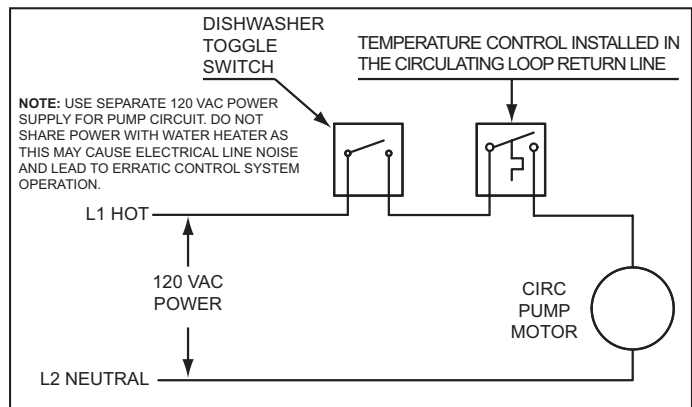 DISHWASHER
TOGGLE
SWITCH
TEMPERATURE CONTROL INSTALLED IN
THE CIRCULATING LOOP RETURN LINE
NOTE: USE SEPARATE 120 VAC POWER
SUPPLY FOR PUMP CIRCUIT. DO NOT
SHARE POWER WITH WATER HEATER AS
THIS MAY CAUSE ELECTRICAL LINE NOISE
AND LEAD TO ERRATIC CONTROL SYSTEM
OPERATION.
L1 HOT
120 VAC
POWER
CIRC
PUMP
MOTOR
L2 NEUTRAL